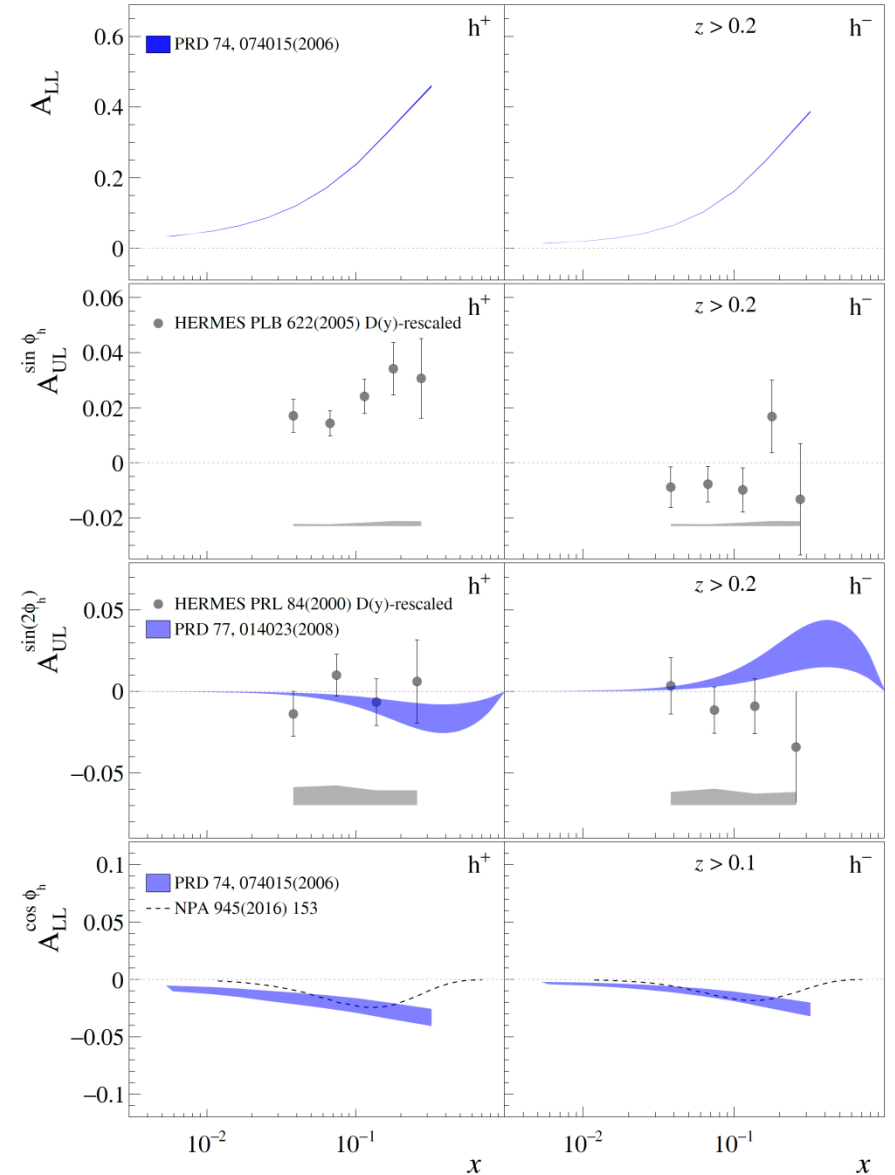 A_LL
0.6
0.4
0.2
0
PRD 74, 074015(2006)
h⁺
z > 0.2
h⁻
A_UL^{sin ϕ_h}
0.06
0.04
0.02
0
−0.02
HERMES PLB 622(2005) D(y)-rescaled
h⁺
z > 0.2
h⁻
A_UL^{sin(2ϕ_h)}
0.05
0
−0.05
HERMES PRL 84(2000) D(y)-rescaled
PRD 77, 014023(2008)
h⁺
z > 0.2
h⁻
A_LL^{cos ϕ_h}
0.1
0.05
0
−0.05
−0.1
PRD 74, 074015(2006)
NPA 945(2016) 153
h⁺
z > 0.1
h⁻
10⁻² 10⁻¹ 10⁻² 10⁻¹
x x